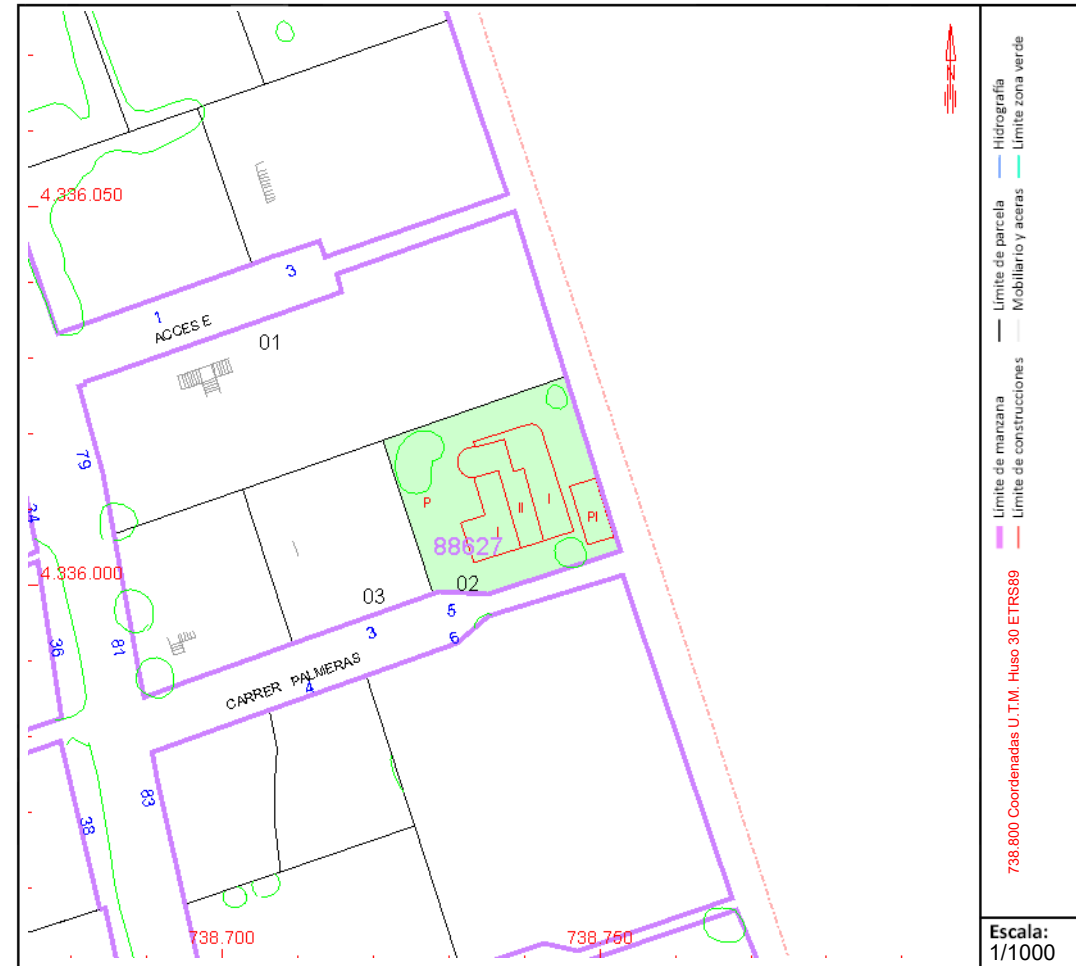 4.336.050
3
1
ACCES E
01
79
P
I
II
I
PI
88627
34
4.336.000
02
03
5
3
6
36
81
CARRER PALMERAS
4
83
38
738.700
738.750
N
Hidrografía
Límite zona verde
Límite de parcela
Mobiliario y aceras
Límite de manzana
Límite de construcciones
738.800 Coordenadas U.T.M. Huso 30 ETRS89
Escala:
1/1000